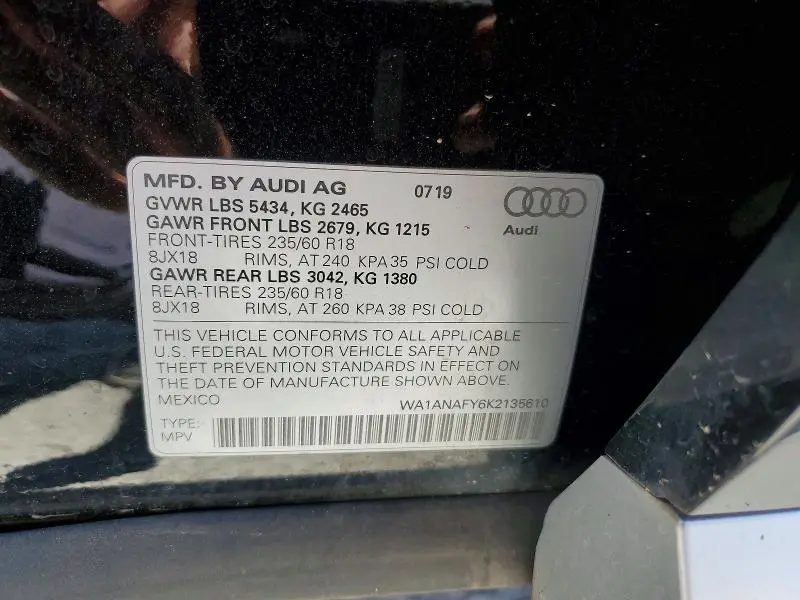 MFD. BY AUDI AG 0719
GVWR LBS 5434, KG 2465
GAWR FRONT LBS 2679, KG 1215
Audi
FRONT-TIRES 235/60 R18
8JX18 RIMS, AT 240 KPA 35 PSI COLD
GAWR REAR LBS 3042, KG 1380
REAR-TIRES 235/60 R18
8JX18 RIMS, AT 260 KPA 38 PSI COLD
THIS VEHICLE CONFORMS TO ALL APPLICABLE
U.S. FEDERAL MOTOR VEHICLE SAFETY AND
THEFT PREVENTION STANDARDS IN EFFECT ON
THE DATE OF MANUFACTURE SHOWN ABOVE.
MEXICO WA1ANAFY6K2135610
TYPE:
MPV